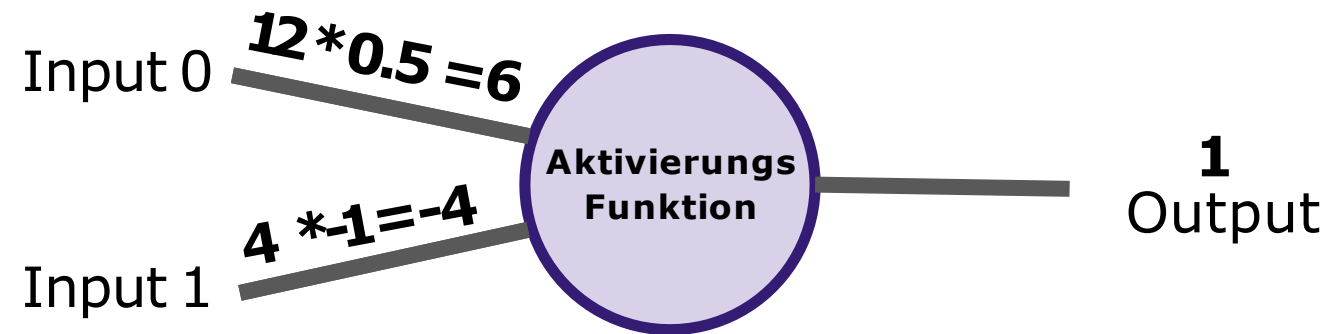 Input 0
12*0.5=6
Aktivierungs
Funktion
1
Output
4 *-1=-4
Input 1